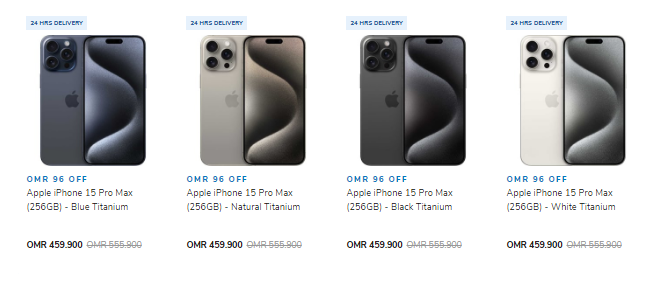 24 HRS DELIVERY
OMR 96 OFF
Apple iPhone 15 Pro Max
(256GB) - Blue Titanium
OMR 459.900 OMR 555.900
24 HRS DELIVERY
OMR 96 OFF
Apple iPhone 15 Pro Max
(256GB) - Natural Titanium
OMR 459.900 OMR 555.900
24 HRS DELIVERY
OMR 96 OFF
Apple iPhone 15 Pro Max
(256GB) - Black Titanium
OMR 459.900 OMR 555.900
24 HRS DELIVERY
OMR 96 OFF
Apple iPhone 15 Pro Max
(256GB) - White Titanium
OMR 459.900 OMR 555.900